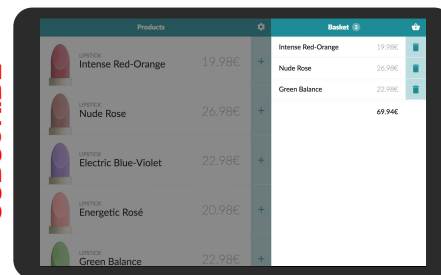 Products
Basket 3
LIPSTICK
Intense Red-Orange
19.98€
+
LIPSTICK
Nude Rose
26.98€
+
LIPSTICK
Electric Blue-Violet
22.98€
+
LIPSTICK
Energetic Rosé
20.98€
+
LIPSTICK
Green Balance
22.98€
+
Intense Red-Orange
19.98€
Nude Rose
26.98€
Green Balance
22.98€
69.94€